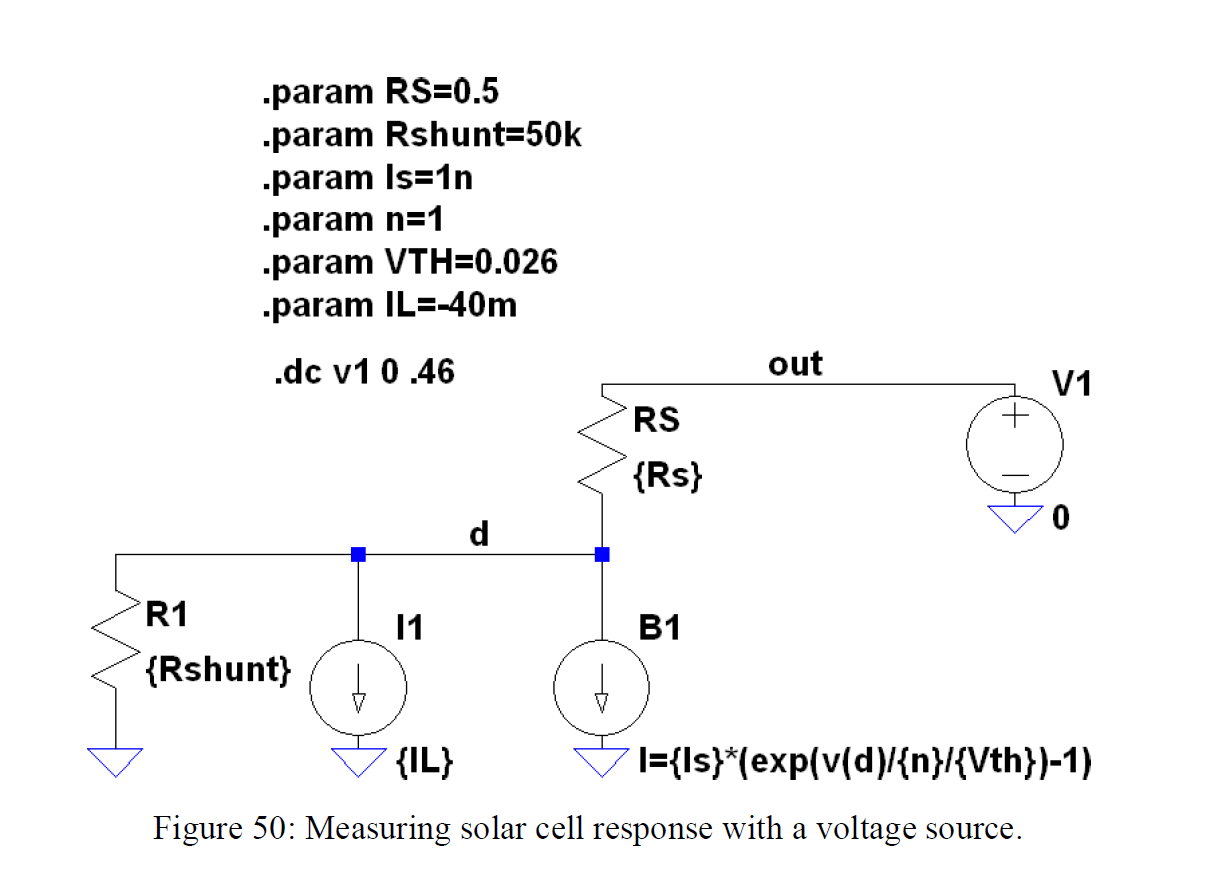 .param RS=0.5
.param Rshunt=50k
.param Is=1n
.param n=1
.param VTH=0.026
.param IL=-40m
.dc v1 0 .46
out
V1
RS
{Rs}
0
d
R1
{Rshunt}
I1
{IL}
B1
I={Is}*(exp(v(d)/{n}/{Vth})-1)
Figure 50: Measuring solar cell response with a voltage source.